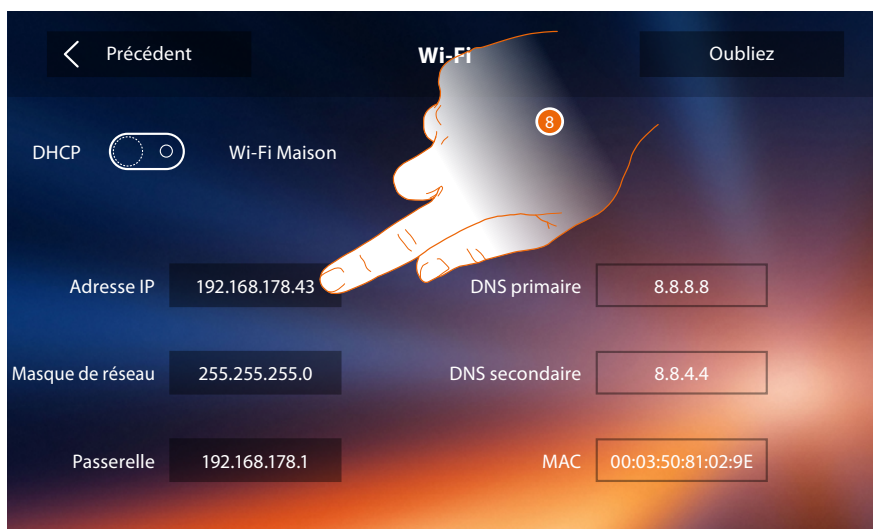 Précédent
Wi-Fi
Oubliez
8
DHCP
Wi-Fi Maison
Adresse IP
192.168.178.43
DNS primaire
8.8.8.8
Masque de réseau
255.255.255.0
DNS secondaire
8.8.4.4
Passerelle
192.168.178.1
MAC
00:03:50:81:02:9E